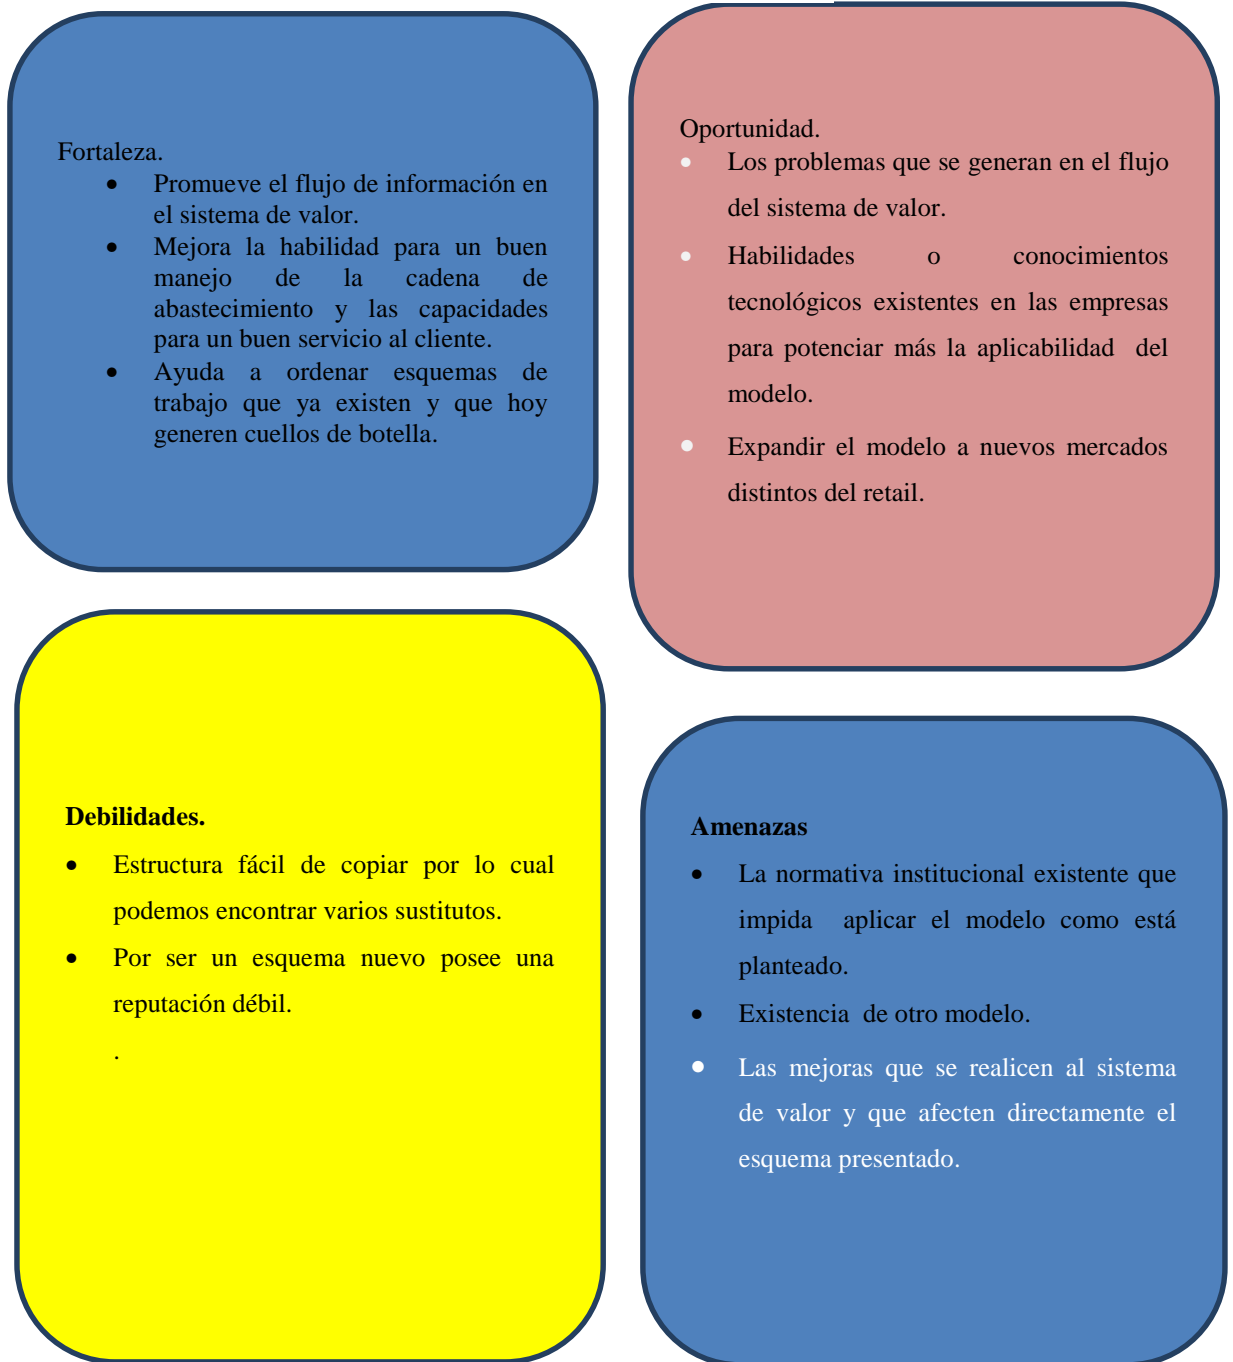 Fortaleza.
• Promueve el flujo de información en
el sistema de valor.
• Mejora la habilidad para un buen
manejo de la cadena de
abastecimiento y las capacidades
para un buen servicio al cliente.
• Ayuda a ordenar esquemas de
trabajo que ya existen y que hoy
generen cuellos de botella.
Oportunidad.
• Los problemas que se generan en el flujo
del sistema de valor.
• Habilidades o conocimientos
tecnológicos existentes en las empresas
para potenciar más la aplicabilidad del
modelo.
• Expandir el modelo a nuevos mercados
distintos del retail.
Debilidades.
• Estructura fácil de copiar por lo cual
podemos encontrar varios sustitutos.
• Por ser un esquema nuevo posee una
reputación débil.
.
Amenazas
• La normativa institucional existente que
impida aplicar el modelo como está
planteado.
• Existencia de otro modelo.
• Las mejoras que se realicen al sistema
de valor y que afecten directamente el
esquema presentado.